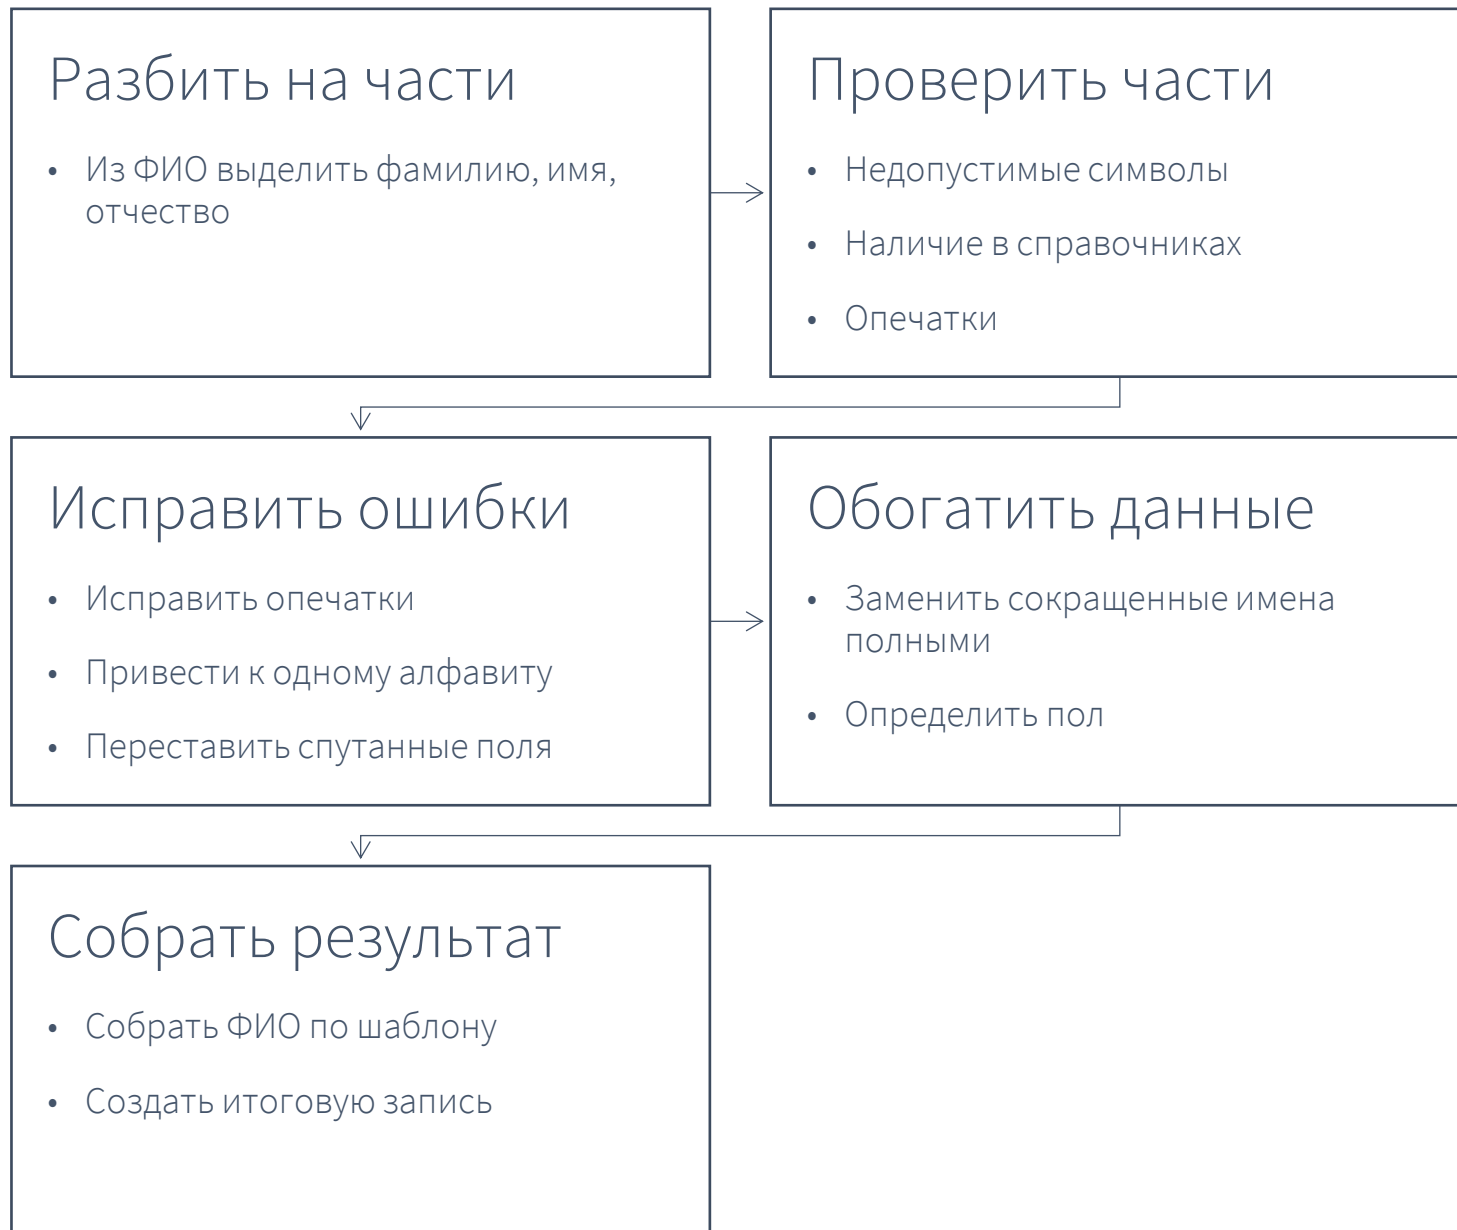 Разбить на части
• Из ФИО выделить фамилию, имя,
отчество
Проверить части
• Недопустимые символы
• Наличие в справочниках
• Опечатки
Исправить ошибки
• Исправить опечатки
• Привести к одному алфавиту
• Переставить спутанные поля
Обогатить данные
• Заменить сокращенные имена
полными
• Определить пол
Собрать результат
• Собрать ФИО по шаблону
• Создать итоговую запись